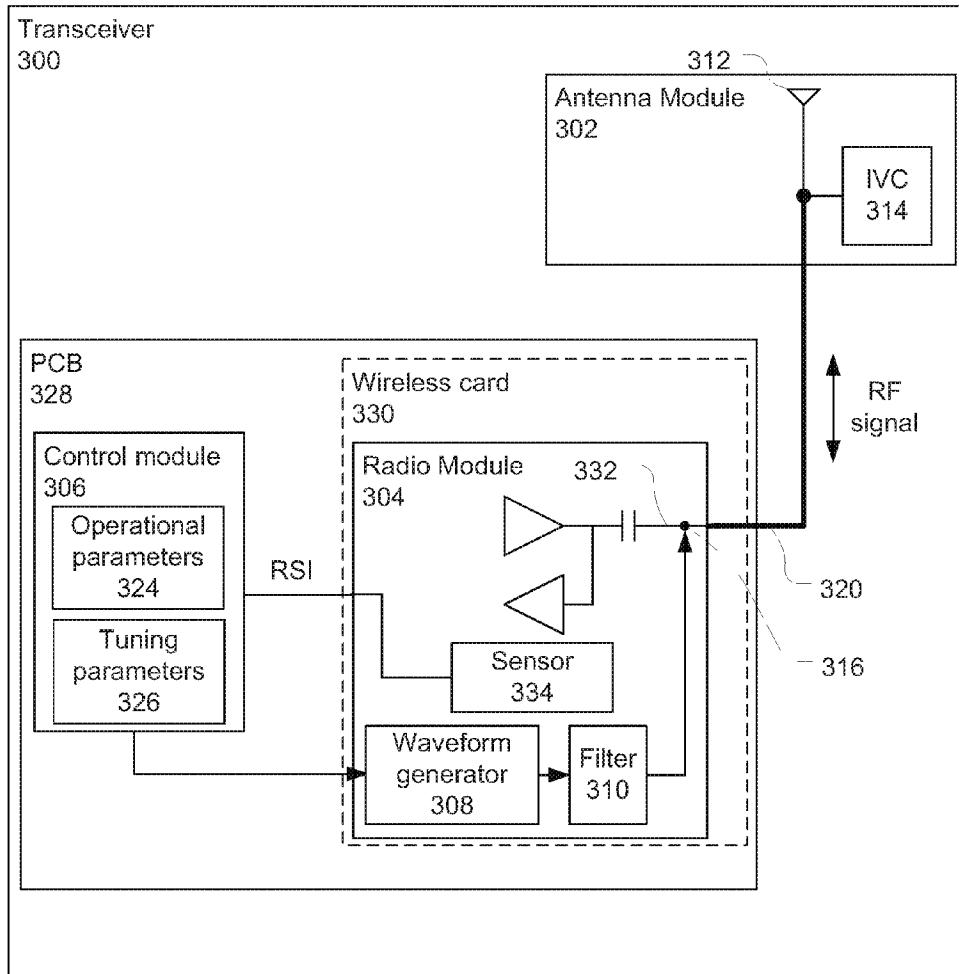 Transceiver
300
312
Antenna Module
302
IVC
314
PCB
328
Wireless card
330
RF
signal
Control module
306
Radio Module
304
332
Operational
parameters
324
RSI
320
Tuning
parameters
326
Sensor
334
316
Waveform
generator
308
Filter
310